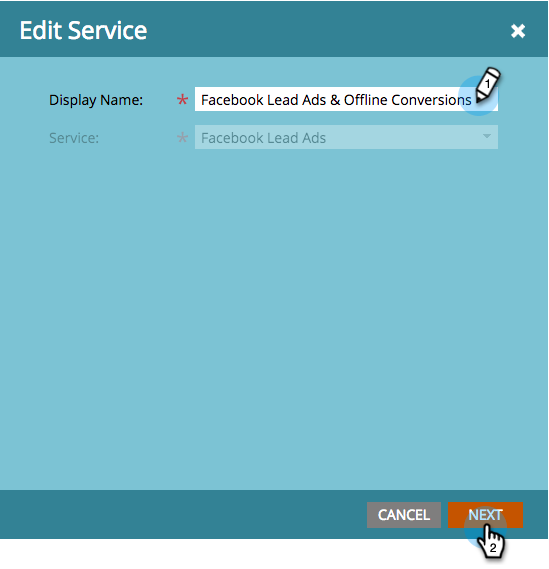 Edit Service
Display Name: * Facebook Lead Ads & Offline Conversions
1
Service: * Facebook Lead Ads
CANCEL NEXT
2